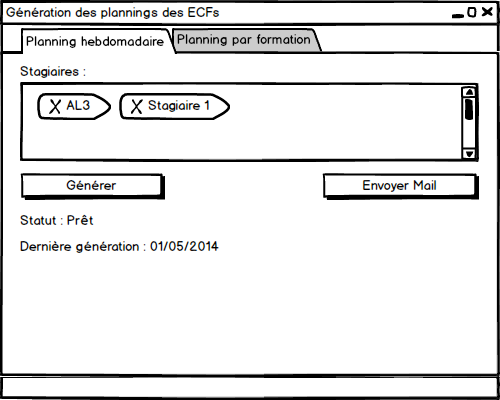 Génération des plannings des ECFs
Planning hebdomadaire
Planning par formation
Stagiaires :
AL3
Stagiaire 1
Générer
Envoyer Mail
Statut : Prêt
Dernière génération : 01/05/2014